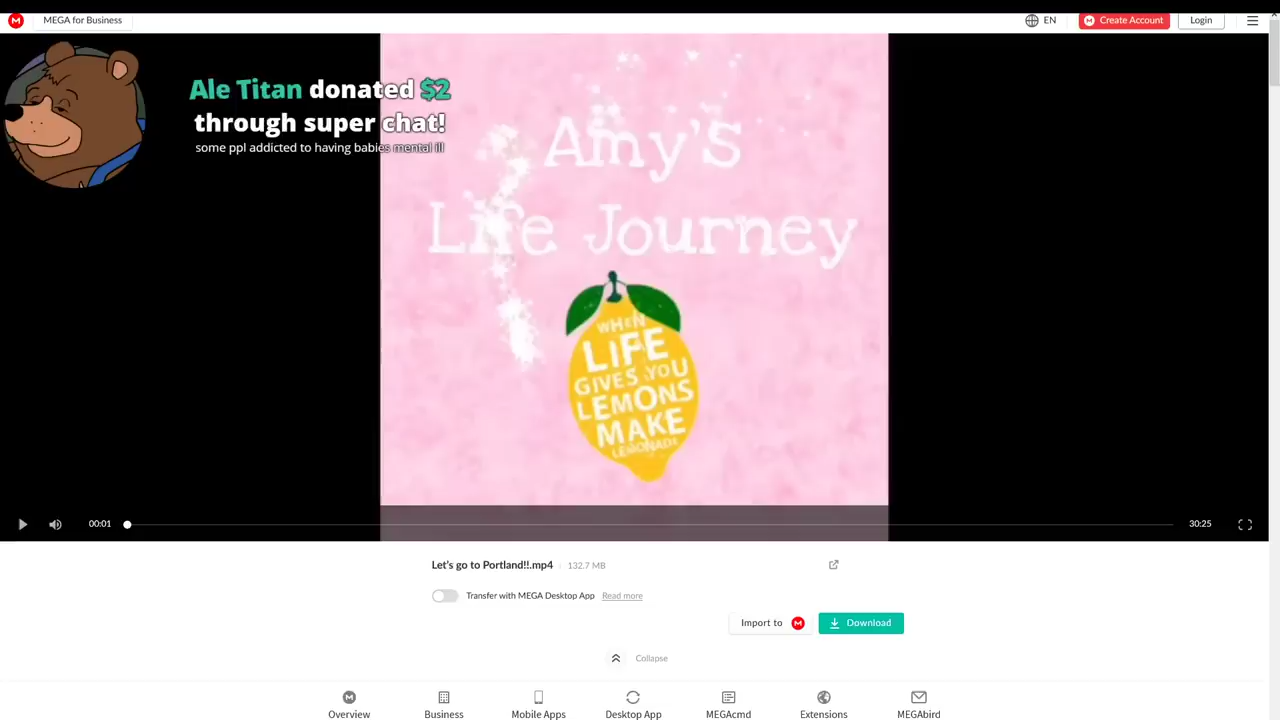 MEGA for Business
EN
Create Account
Login
Ale Titan donated $2
through super chat!
some ppl addicted to having babies mental ill
Amy's
Life Journey
WHEN
LIFE
GIVES YOU
LEMONS
MAKE
LEMONADE
00:01
30:25
Let's go to Portland!!.mp4
132.7 MB
Transfer with MEGA Desktop App Read more
Import to
Download
Collapse
Overview
Business
Mobile Apps
Desktop App
MEGAcmd
Extensions
MEGAbird